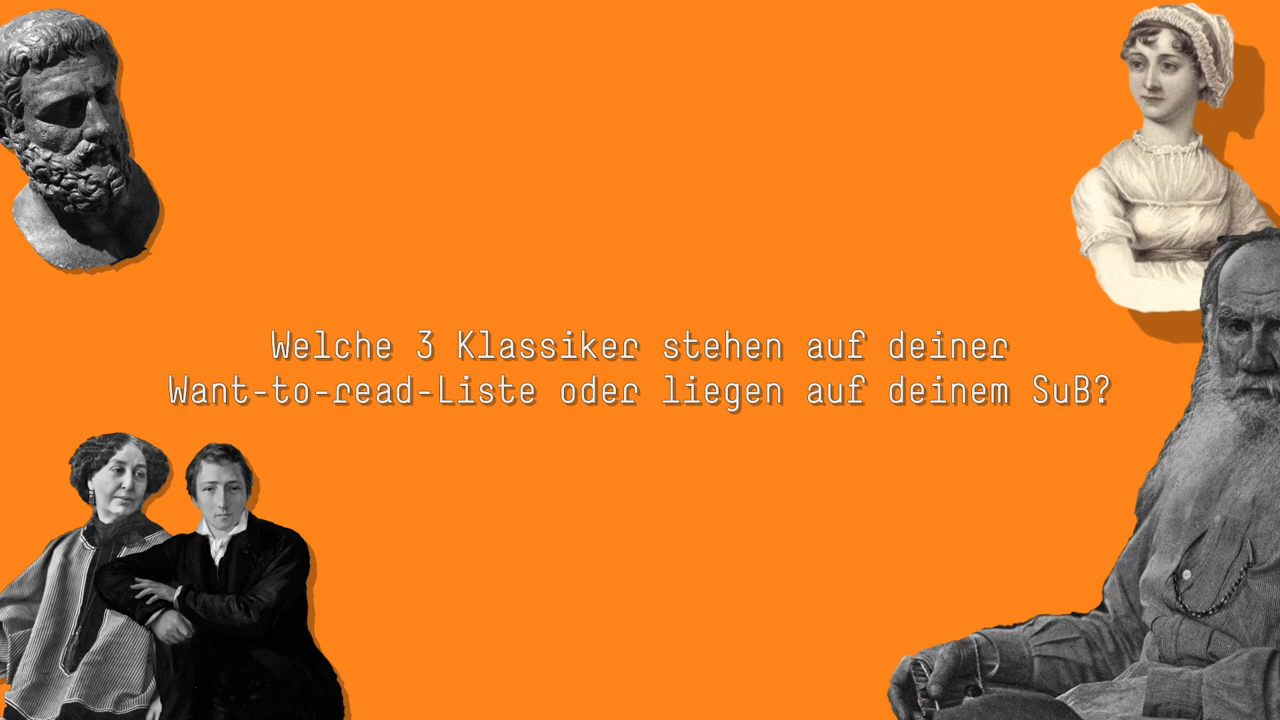 Welche 3 Klassiker stehen auf deiner
Want-to-read-Liste oder liegen auf deinem SuB?